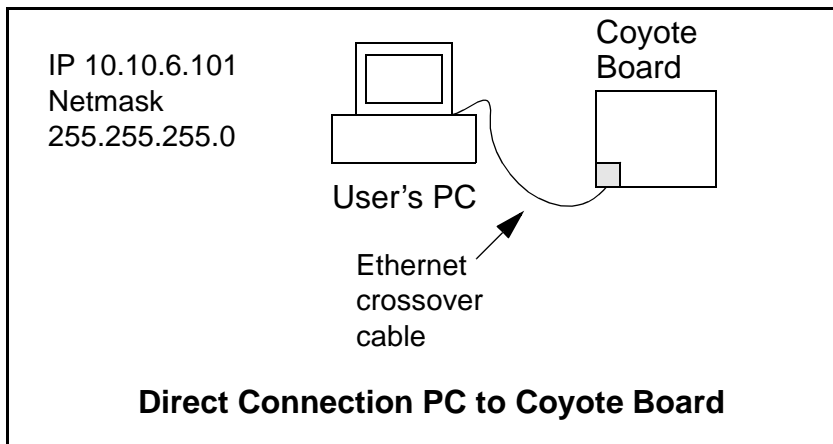 IP 10.10.6.101
Netmask
255.255.255.0
Coyote
Board
User's PC
Ethernet
crossover
cable
Direct Connection PC to Coyote Board